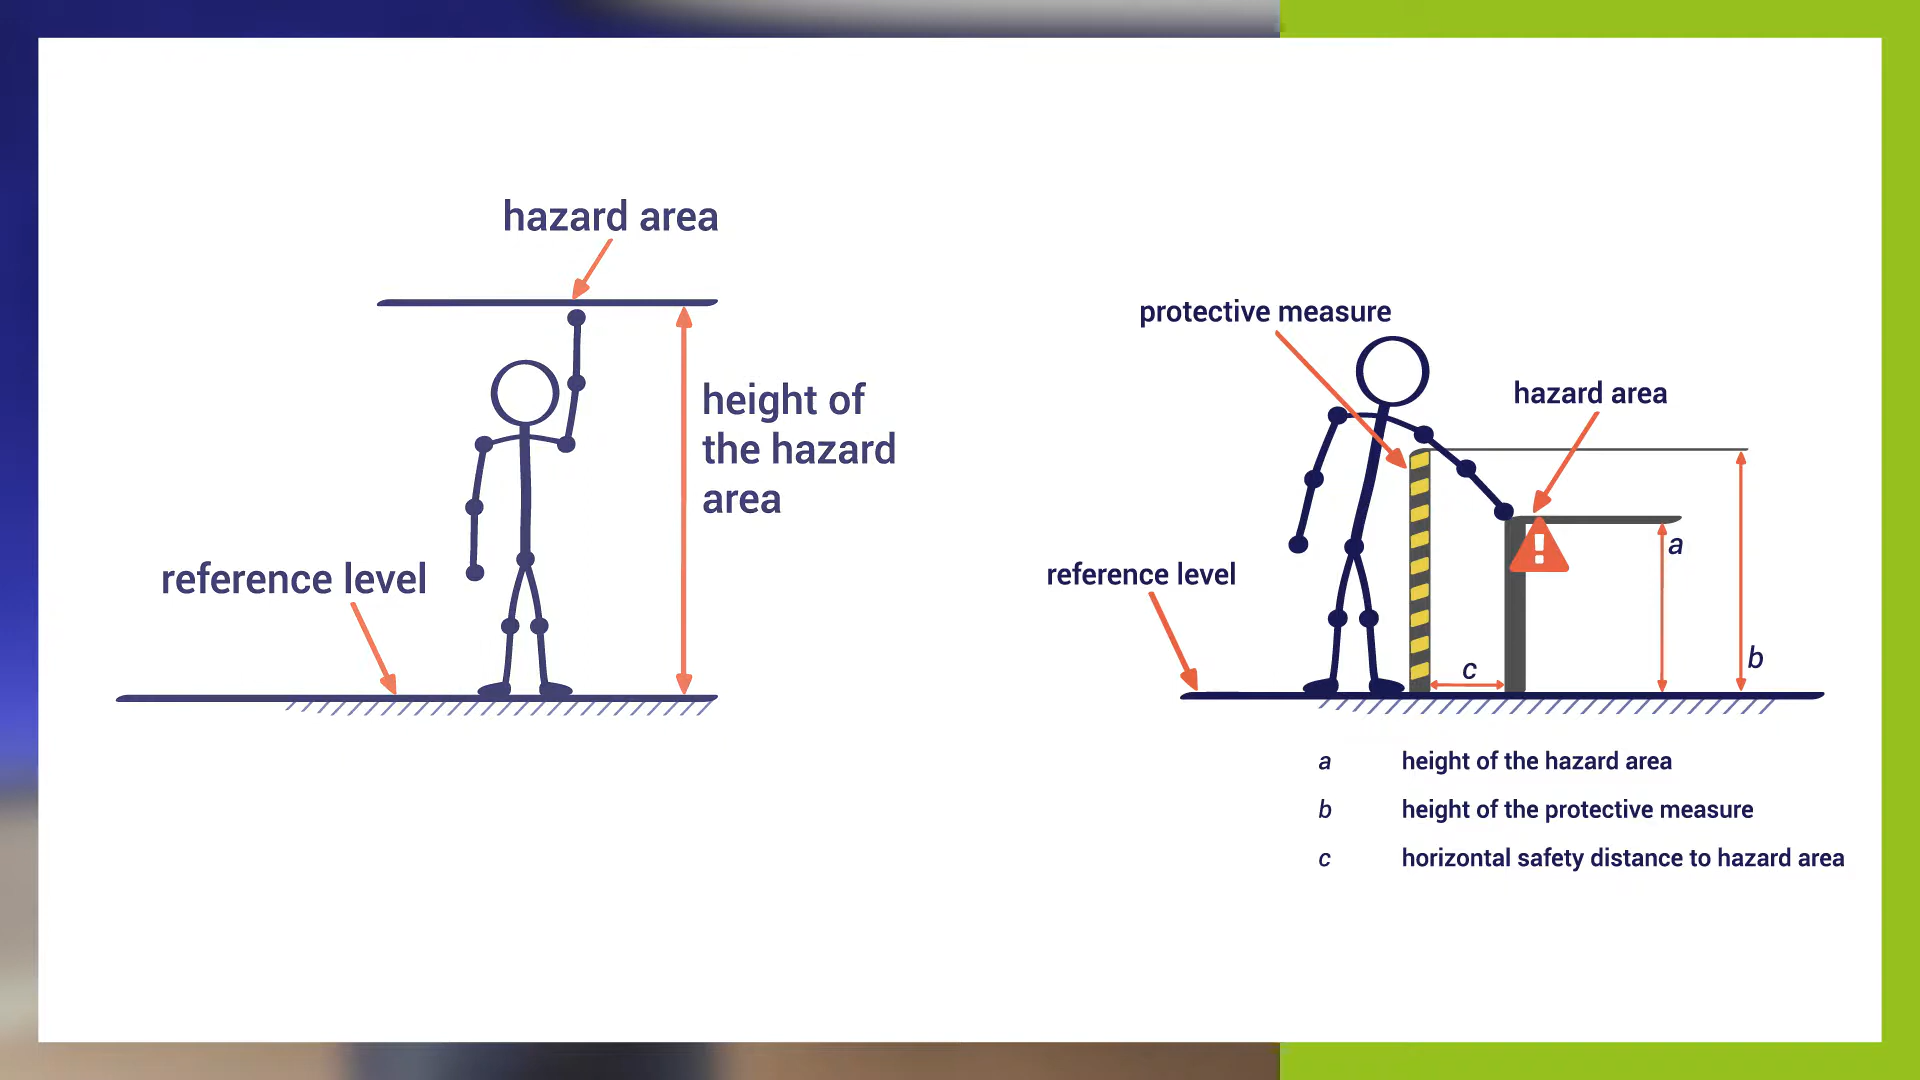 hazard area
height of
the hazard
area
reference level
protective measure
hazard area
a
reference level
b
c
a height of the hazard area
b height of the protective measure
c horizontal safety distance to hazard area